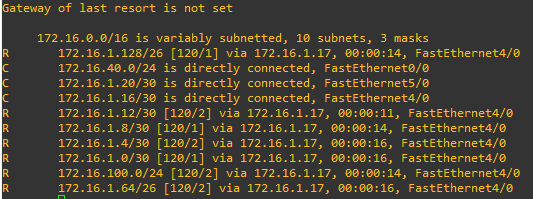 Gateway of last resort is not set
172.16.0.0/16 is variably subnetted, 10 subnets, 3 masks
R 172.16.1.128/26 [120/1] via 172.16.1.17, 00:00:14, FastEthernet4/0
C 172.16.40.0/24 is directly connected, FastEthernet0/0
C 172.16.1.20/30 is directly connected, FastEthernet5/0
C 172.16.1.16/30 is directly connected, FastEthernet4/0
R 172.16.1.12/30 [120/2] via 172.16.1.17, 00:00:11, FastEthernet4/0
R 172.16.1.8/30 [120/1] via 172.16.1.17, 00:00:14, FastEthernet4/0
R 172.16.1.4/30 [120/2] via 172.16.1.17, 00:00:16, FastEthernet4/0
R 172.16.1.0/30 [120/1] via 172.16.1.17, 00:00:16, FastEthernet4/0
R 172.16.100.0/24 [120/2] via 172.16.1.17, 00:00:14, FastEthernet4/0
R 172.16.1.64/26 [120/2] via 172.16.1.17, 00:00:16, FastEthernet4/0